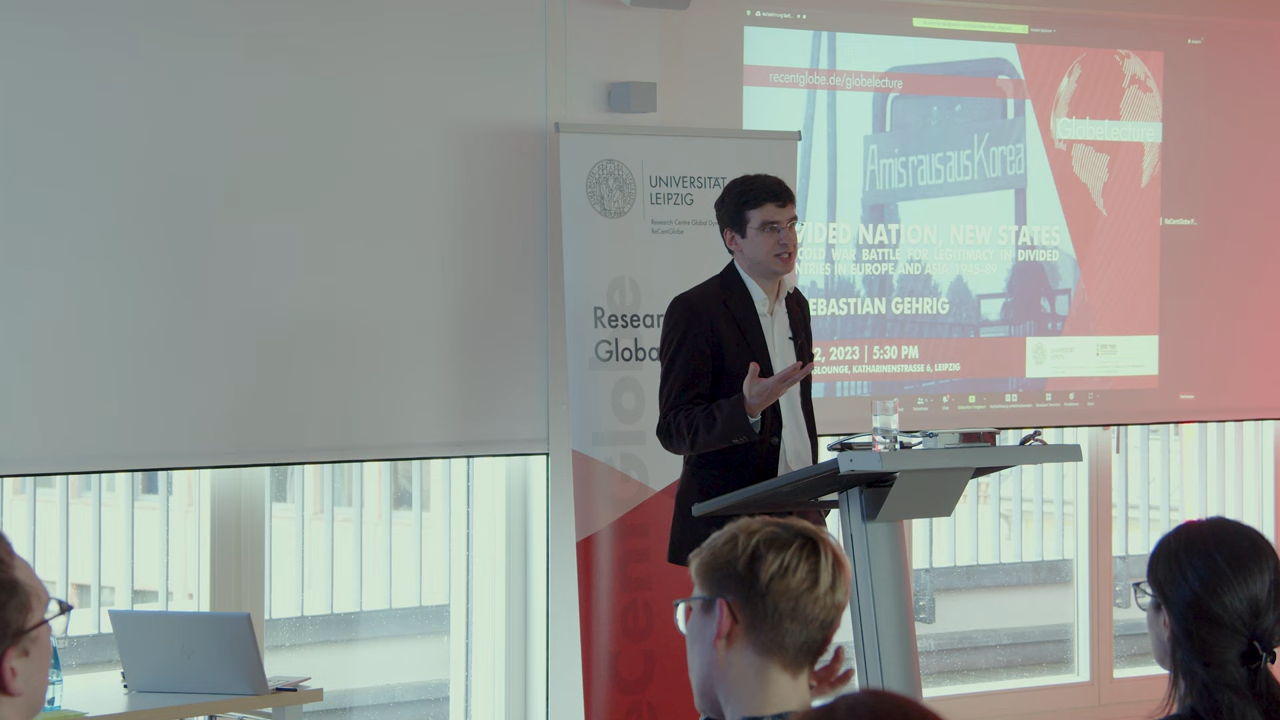 recentglobe.de/globelecture
GlobeLecture
Amis raus aus Korea
VIDED NATION, NEW STATES
COLD WAR BATTLE FOR LEGITIMACY IN DIVIDED
NTRIES IN EUROPE AND ASIA, 1945-89
EBASTIAN GEHRIG
2, 2023 | 5:30 PM
SLOUNGE, KATHARINENSTRASSE 6, LEIPZIG
UNIVERSITÄT
LEIPZIG
Research Centre Global Dy
ReCentGlobe
Resear
Globa
ReCentGlobe